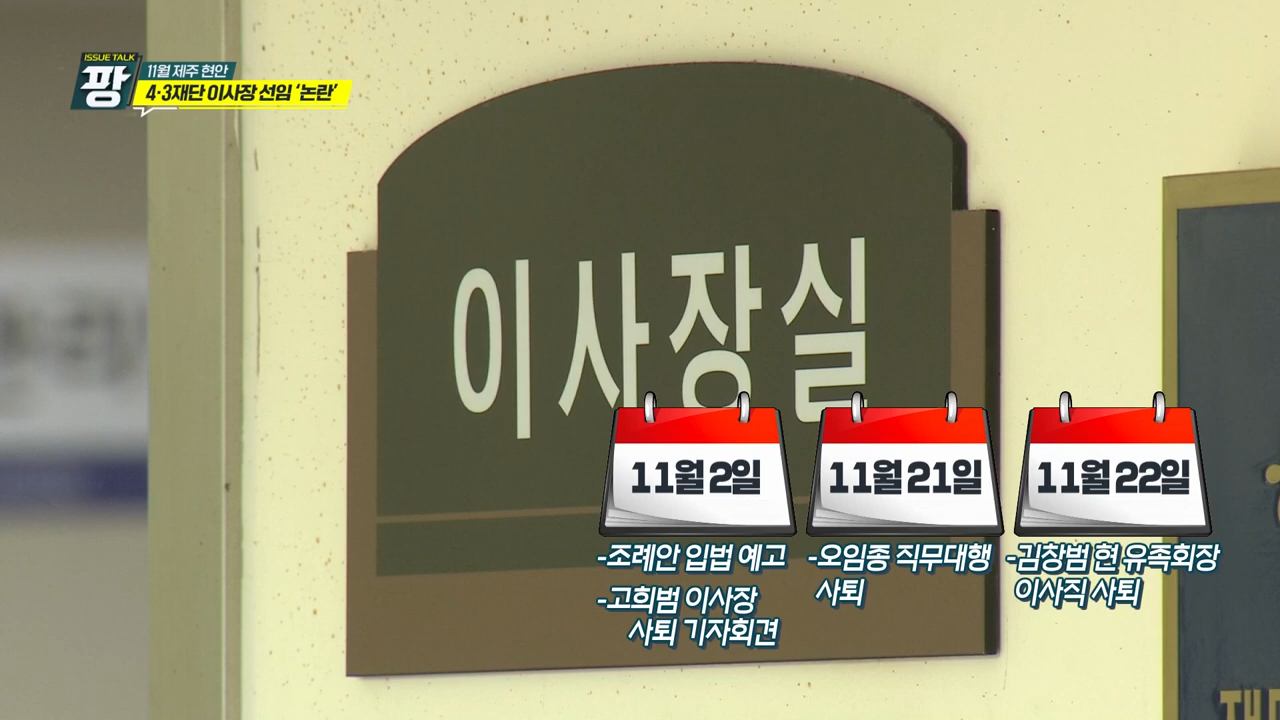 ISSUE TALK
팡
11월 제주 현안
4·3재단 이사장 선임 '논란'
이사장실
11월 2일
-조례안 입법 예고
-고희범 이사장
사퇴 기자회견
11월 21일
-오임종 직무대행
사퇴
11월 22일
-김창범 현 유족회장
이사직 사퇴